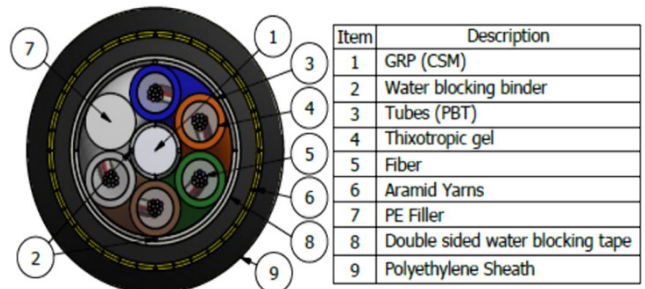 7
1
3
4
5
6
8
9
2
Item Description
1 GRP (CSM)
2 Water blocking binder
3 Tubes (PBT)
4 Thixotropic gel
5 Fiber
6 Aramid Yarns
7 PE Filler
8 Double sided water blocking tape
9 Polyethylene Sheath